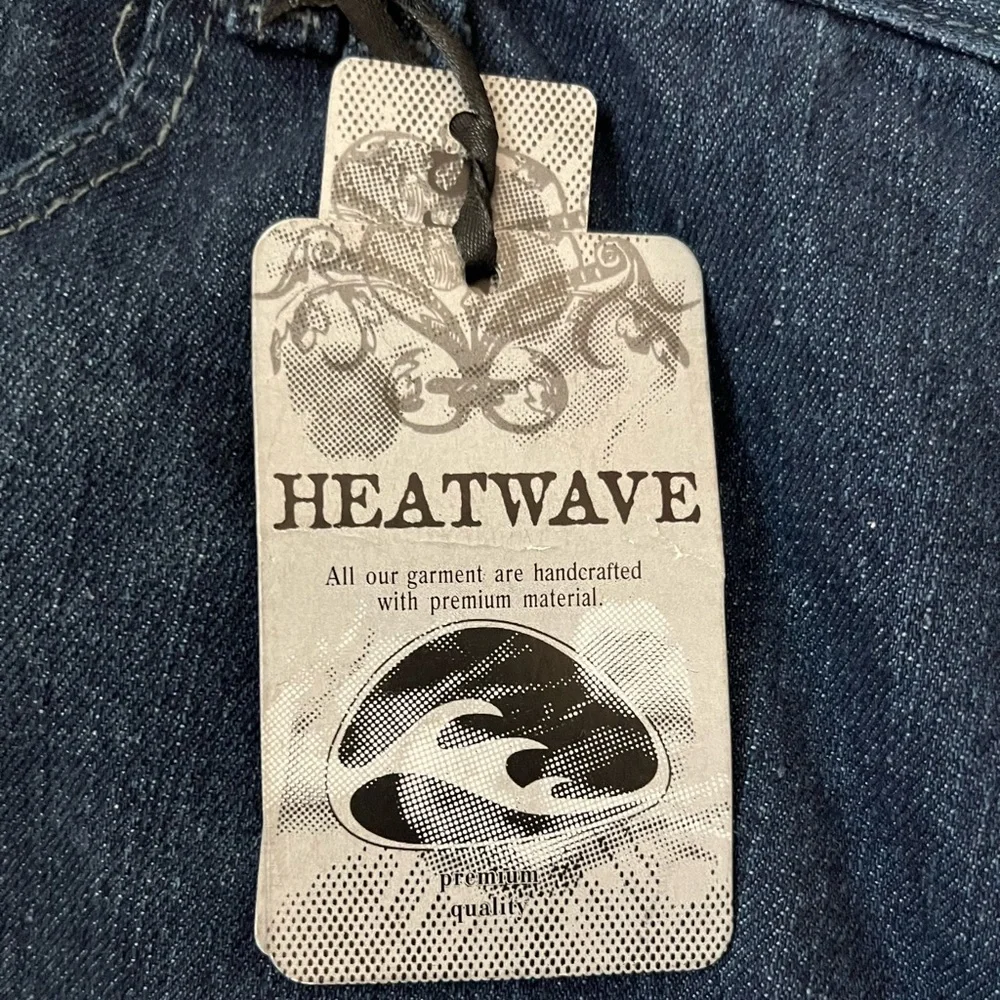 HEATWAVE
All our garment are handcrafted
with premium material.
premium
quality